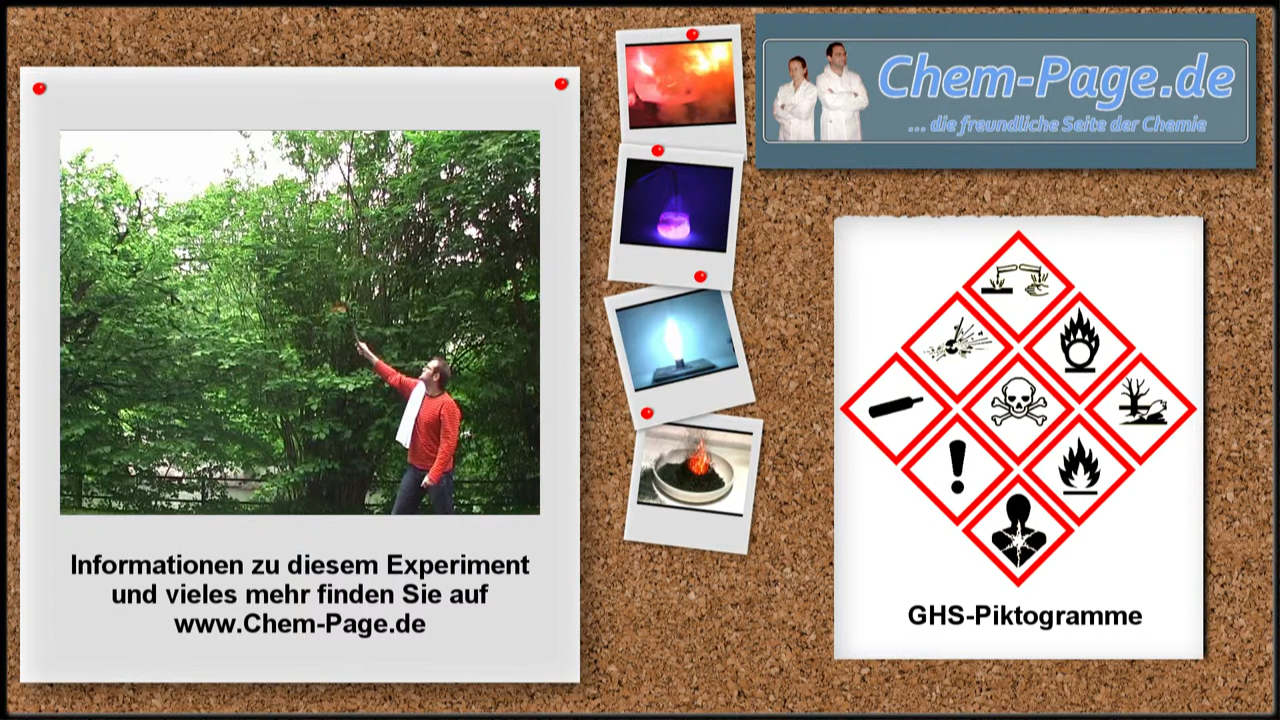 Chem-Page.de
... die freundliche Seite der Chemie
Informationen zu diesem Experiment
und vieles mehr finden Sie auf
www.Chem-Page.de
GHS-Piktogramme